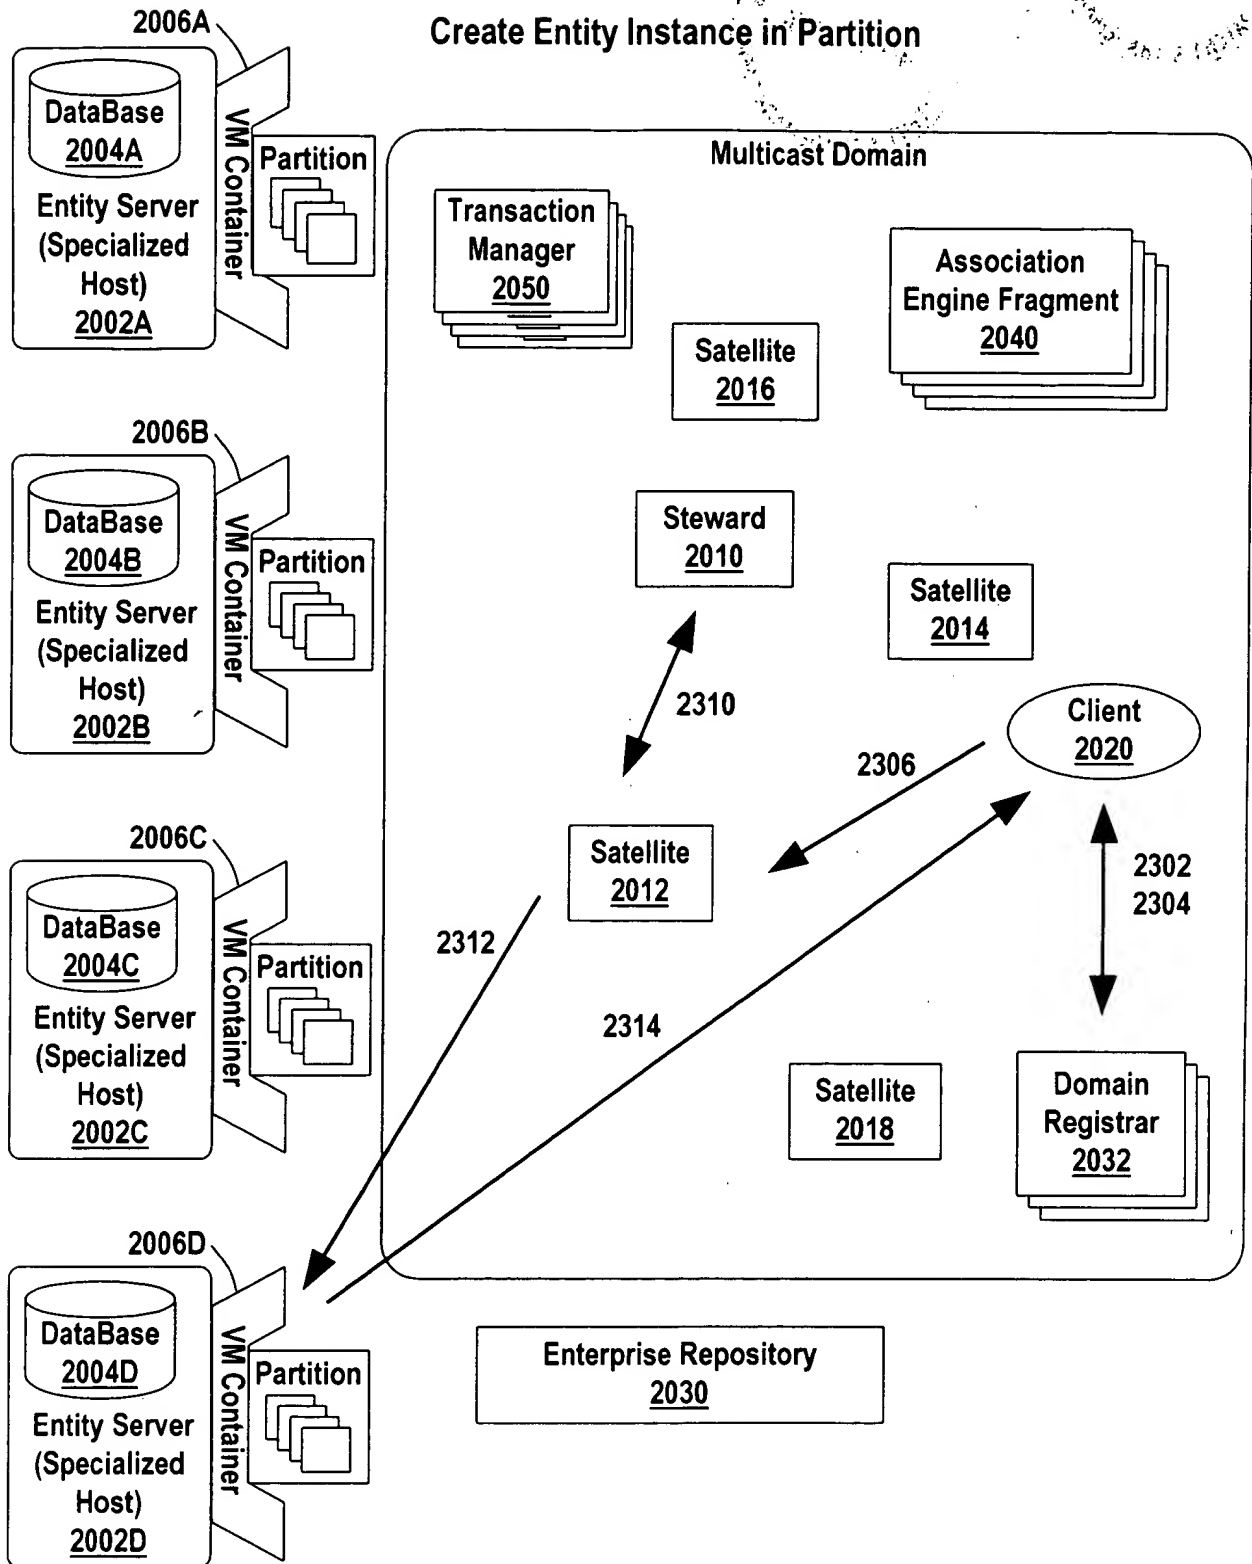 2006A
Create Entity Instance in Partition
DataBase
2004A
Entity Server
(Specialized
Host)
2002A
VM Container
Partition
Multicast Domain
Transaction
Manager
2050
Association
Engine Fragment
2040
Satellite
2016
2006B
DataBase
2004B
Entity Server
(Specialized
Host)
2002B
VM Container
Partition
Steward
2010
Satellite
2014
2310
Client
2020
2306
2006C
DataBase
2004C
Entity Server
(Specialized
Host)
2002C
VM Container
Partition
Satellite
2012
2302
2304
2312
2314
Satellite
2018
Domain
Registrar
2032
2006D
DataBase
2004D
Entity Server
(Specialized
Host)
2002D
VM Container
Partition
Enterprise Repository
2030